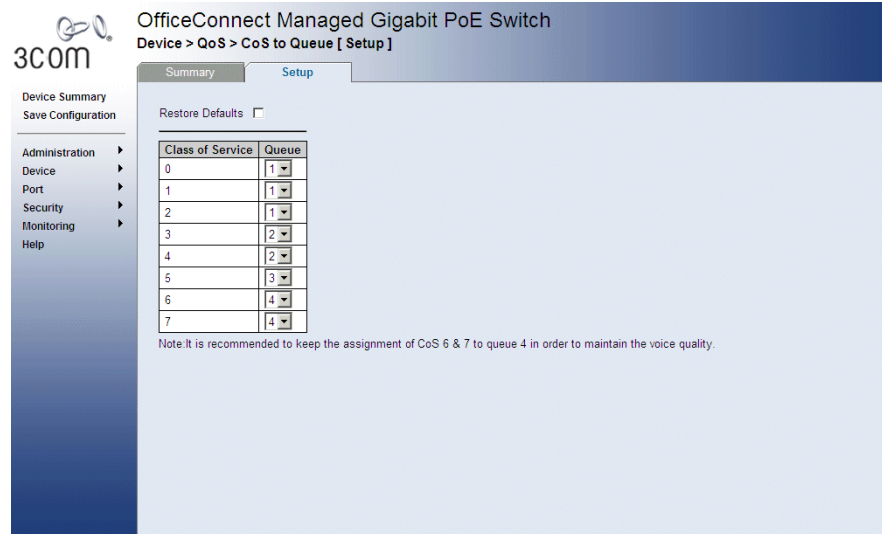 3com
OfficeConnect Managed Gigabit PoE Switch
Device > QoS > CoS to Queue [ Setup ]
Summary Setup
Device Summary
Save Configuration
Administration
Device
Port
Security
Monitoring
Help
Restore Defaults
Class of Service Queue
0 1
1 1
2 1
3 2
4 2
5 3
6 4
7 4
Note:It is recommended to keep the assignment of CoS 6 & 7 to queue 4 in order to maintain the voice quality.